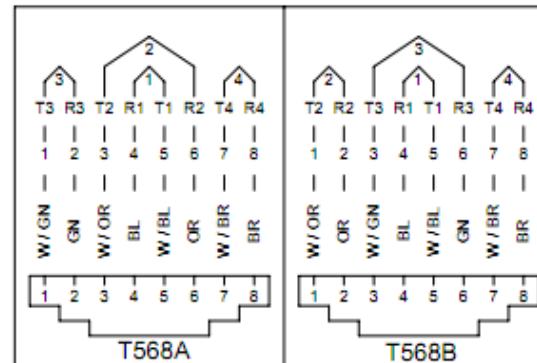 2
3 1 4
T3 R3 T2 R1 T1 R2 T4 R4
1 2 3 4 5 6 7 8
W / GN GN W / OR BL W / BL OR W / BR BR
1 2 3 4 5 6 7 8
T568A
3
2 1 4
T2 R2 T3 R1 T1 R3 T4 R4
1 2 3 4 5 6 7 8
W / OR OR W / GN BL W / BL GN W / BR BR
1 2 3 4 5 6 7 8
T568B